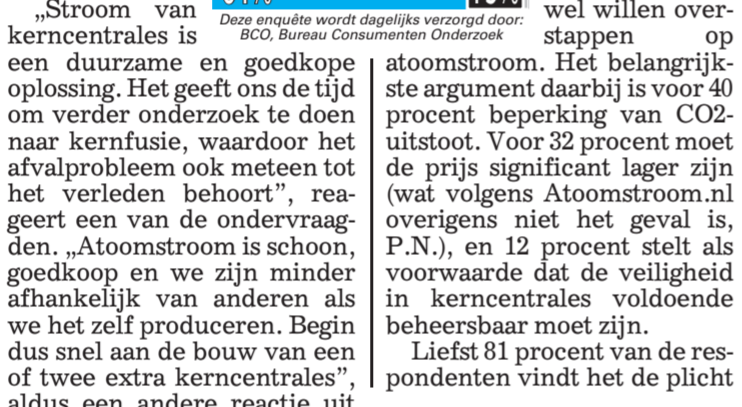 „Stroom van
kerncentrales is
een duurzame en goedkope
oplossing. Het geeft ons de tijd
om verder onderzoek te doen
naar kernfusie, waardoor het
afvalprobleem ook meteen tot
het verleden behoort”, rea-
geert een van de ondervraag-
den. „Atoomstroom is schoon,
goedkoop en we zijn minder
afhankelijk van anderen als
we het zelf produceren. Begin
dus snel aan de bouw van een
of twee extra kerncentrales”,
aldus een andere reactie uit
Deze enquête wordt dagelijks verzorgd door:
BCO, Bureau Consumenten Onderzoek
wel willen over-
stappen op
atoomstroom. Het belangrijk-
ste argument daarbij is voor 40
procent beperking van CO2-
uitstoot. Voor 32 procent moet
de prijs significant lager zijn
(wat volgens Atoomstroom.nl
overigens niet het geval is,
P.N.), en 12 procent stelt als
voorwaarde dat de veiligheid
in kerncentrales voldoende
beheersbaar moet zijn.
Liefst 81 procent van de res-
pondenten vindt het de plicht